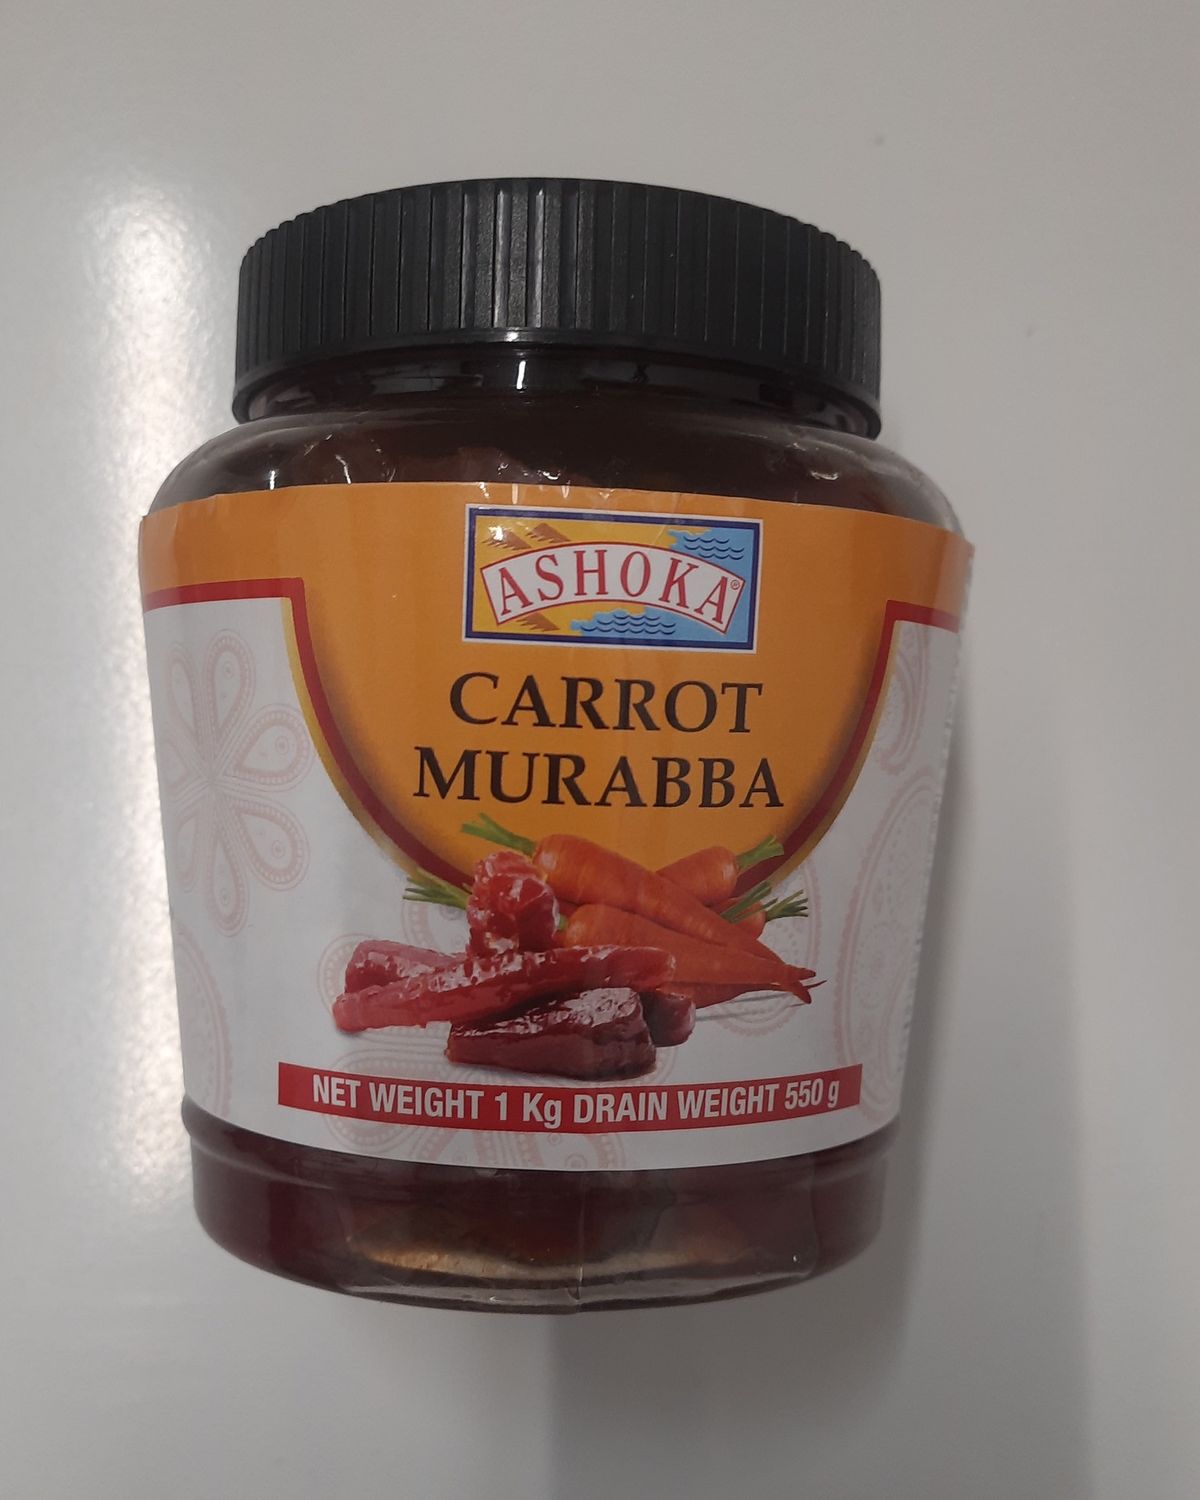 ASHOKA®
CARROT
MURABBA
NET WEIGHT 1 Kg DRAIN WEIGHT 550 g